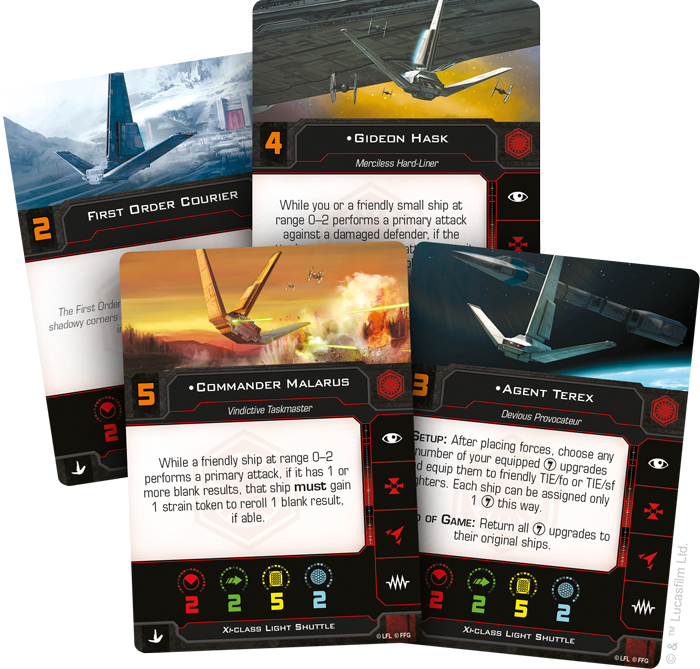 4
•Gideon Hask
Merciless Hard-Liner
While you or a friendly small ship at
range 0–2 performs a primary attack
against a damaged defender, if the
2
First Order Courier
The First Order
shadowy corners
2
5
•Commander Malarus
Vindictive Taskmaster
While a friendly ship at range 0–2
performs a primary attack, if it has 1 or
more blank results, that ship must gain
1 strain token to reroll 1 blank result,
if able.
2 2 5 2
Xi-class Light Shuttle
© LFL © FFG
3
•Agent Terex
Devious Provocateur
Setup: After placing forces, choose any
number of your equipped upgrades
equip them to friendly TIE/fo or TIE/sf
Each ship can be assigned only
1 this way.
of Game: Return all upgrades to
their original ships.
2 2 5 2
Xi-class Light Shuttle
© LFL © FFG
© & ™ Lucasfilm Ltd.